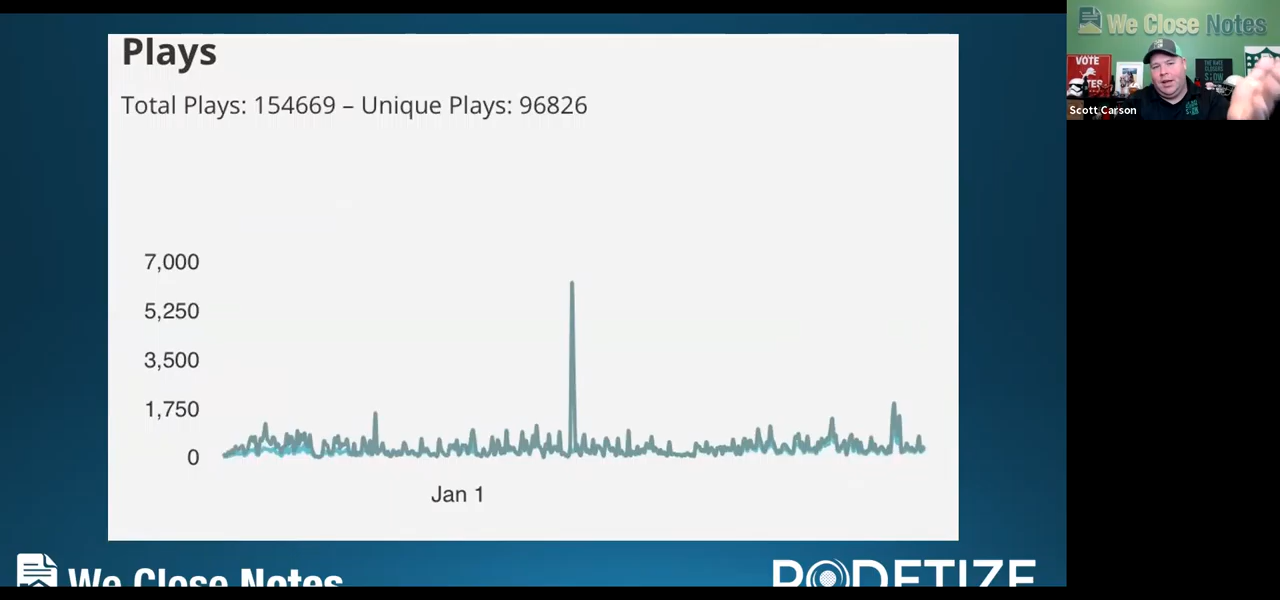 Plays
Total Plays: 154669 – Unique Plays: 96826
7,000
5,250
3,500
1,750
0
Jan 1
We Close Notes
PODETIZE
We Close Notes
VOTE
Scott Carson